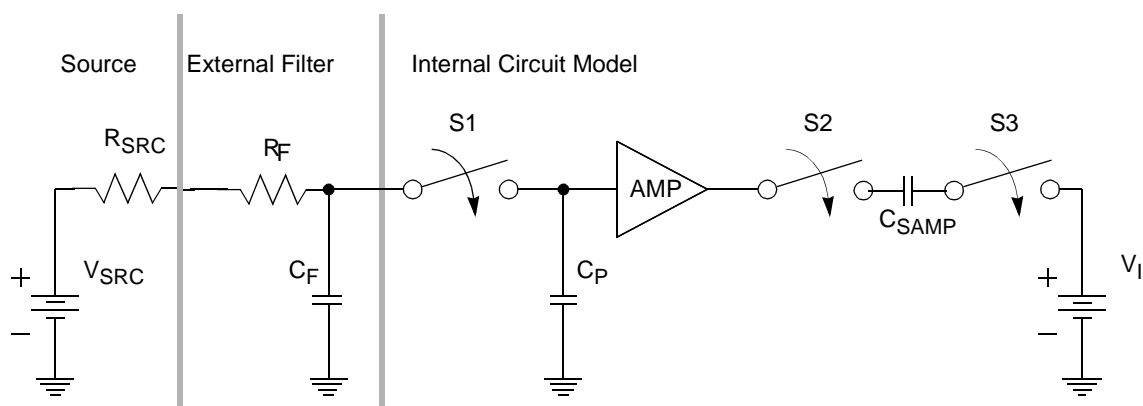 Source External Filter Internal Circuit Model
S1 S2 S3
RSRC RF
AMP
CSAMP
+ VSRC CF CP + VI
− −